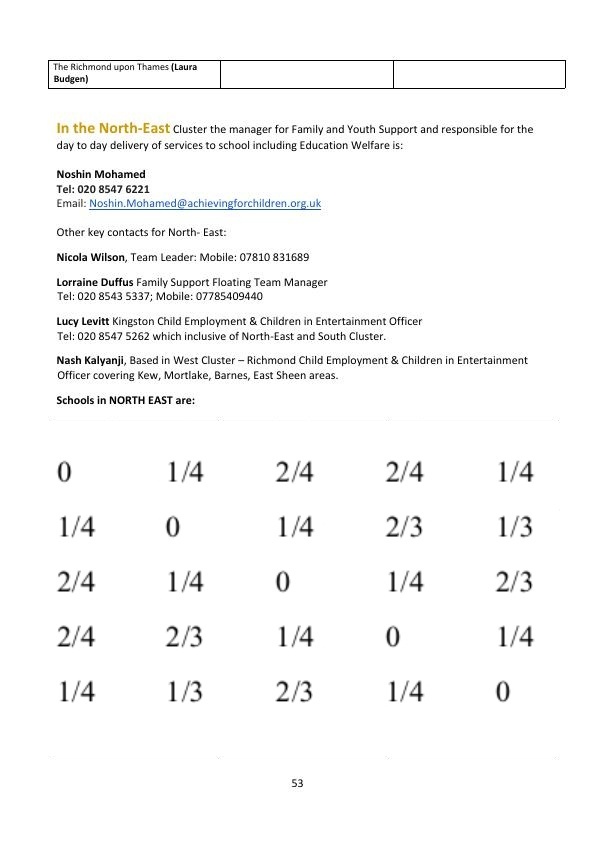 The Richmond upon Thames (Laura
Budgen)
In the North-East Cluster the manager for Family and Youth Support and responsible for the
day to day delivery of services to school including Education Welfare is:
Noshin Mohamed
Tel: 020 8547 6221
Email: Noshin.Mohamed@achievingforchildren.org.uk
Other key contacts for North- East:
Nicola Wilson, Team Leader: Mobile: 07810 831689
Lorraine Duffus Family Support Floating Team Manager
Tel: 020 8543 5337; Mobile: 07785409440
Lucy Levitt Kingston Child Employment & Children in Entertainment Officer
Tel: 020 8547 5262 which inclusive of North-East and South Cluster.
Nash Kalyanji, Based in West Cluster – Richmond Child Employment & Children in Entertainment
Officer covering Kew, Mortlake, Barnes, East Sheen areas.
Schools in NORTH EAST are:
0 1/4 2/4 2/4 1/4
1/4 0 1/4 2/3 1/3
2/4 1/4 0 1/4 2/3
2/4 2/3 1/4 0 1/4
1/4 1/3 2/3 1/4 0
53